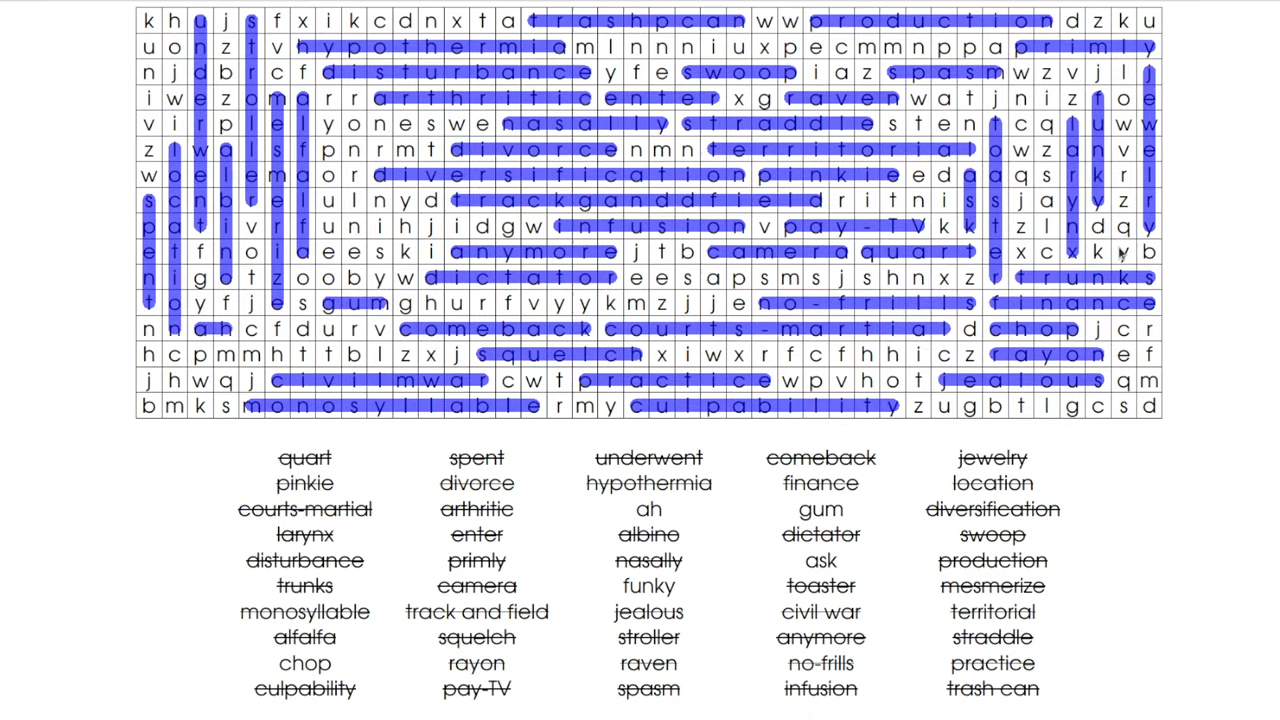 k h u j s f x i k c d n x t a t r a s h p c a n w w p r o d u c t i o n d z k u
u o n z t v h y p o t h e r m i a m l n n n i u x p e c m m n p p a p r i m l y
n j d b r c f d i s t u r b a n c e y f e s w o o p i a z s p a s m w z v j l j
i w e z o m a r r a r t h r i t i c e n t e r x g r a v e n w a t j n i z f o e
v i r p l e l y o n e s w e n a s a l l y s t r a d d l e s t e n t c q l u w w
z l w a l s f p n r m t d i v o r c e n m n t e r r i t o r i a l o w z a n v e
w o e l e m a o r d i v e r s i f i c a t i o n p i n k i e e d a a q s r k r l
s c n b r e l u l n y d t r a c k g a n d d f i e l d r i t n i s s j a y y z r
p a t i v r f u n i h j i d g w i n f u s i o n v p a y - T V k k t z l n d q y
e t f n o i a e e s k i a n y m o r e j t b c a m e r a q u a r t e x c x k y b
n i g o t z o o b y w d i c t a t o r e e s a p s m s j s h n x z r t r u n k s
t o y f j e s g u m g h u r f v y y k m z j j e n o - f r i l l s f i n a n c e
n n a h c f d u r v c o m e b a c k c o u r t s - m a r t i a l d c h o p j c r
h c p m m h t t b l z x j s q u e l c h x i w x r f c f h h i c z r a y o n e f
j h w q j c i v i l m w a r c w t p r a c t i c e w p v h o t j e a l o u s q m
b m k s m o n o s y l l a b l e r m y c u l p a b i l i t y z u g b t l g c s d
quart spent underwent comeback jewelry
pinkie divorce hypothermia finance location
courts-martial arthritic ah gum diversification
larynx enter albino dictator swoop
disturbance primly nasally ask production
trunks camera funky toaster mesmerize
monosyllable track and field jealous civil war territorial
alfalfa squelch stroller anymore straddle
chop rayon raven no-frills practice
culpability pay-TV spasm infusion trash can